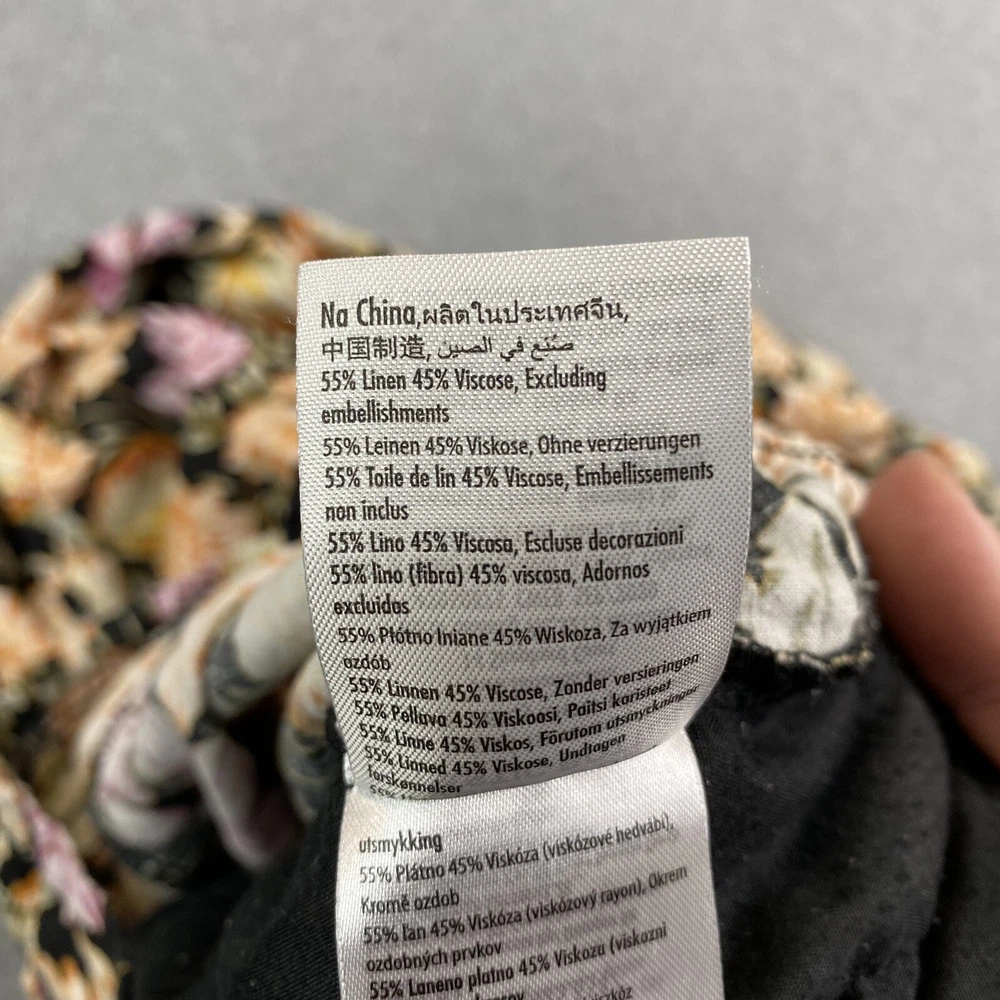 Na China,ผลิตในประเทศจีน,
中国制造, صنع في الصين
55% Linen 45% Viscose, Excluding
embellishments
55% Leinen 45% Viskose, Ohne verzierungen
55% Toile de lin 45% Viscose, Embellissements
non inclus
55% Lino 45% Viscosa, Escluse decorazioni
55% lino (fibra) 45% viscosa, Adornos
excluidos
55% Płótno lniane 45% Wiskoza, Za wyjątkiem
ozdób
55% Linnen 45% Viscose, Zonder versieringen
55% Pellava 45% Viskoosi, Paitsi koristeet
55% Linne 45% Viskos, Förutom utsmyckningar
55% Linned 45% Viskose, Undtagen
forskønnelser
55%
utsmykking
55% Plátno 45% Viskóza (viskózové hedvábí),
Kromě ozdob
55% ľan 45% Viskóza (viskózový rayon), Okrem
ozdobných prvkov
55% Laneno platno 45% Viskoza (viskozni